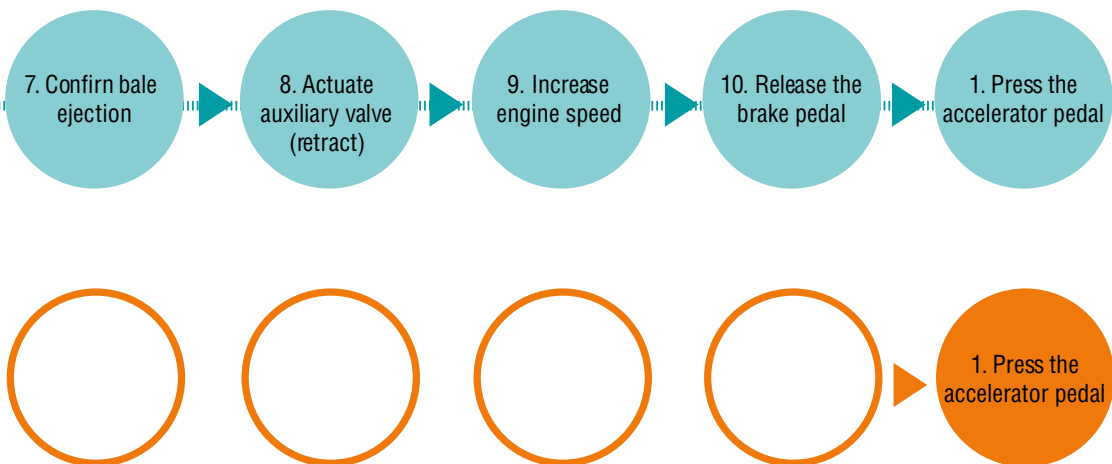 7. Confirn bale
ejection
8. Actuate
auxiliary valve
(retract)
9. Increase
engine speed
10. Release the
brake pedal
1. Press the
accelerator pedal
1. Press the
accelerator pedal